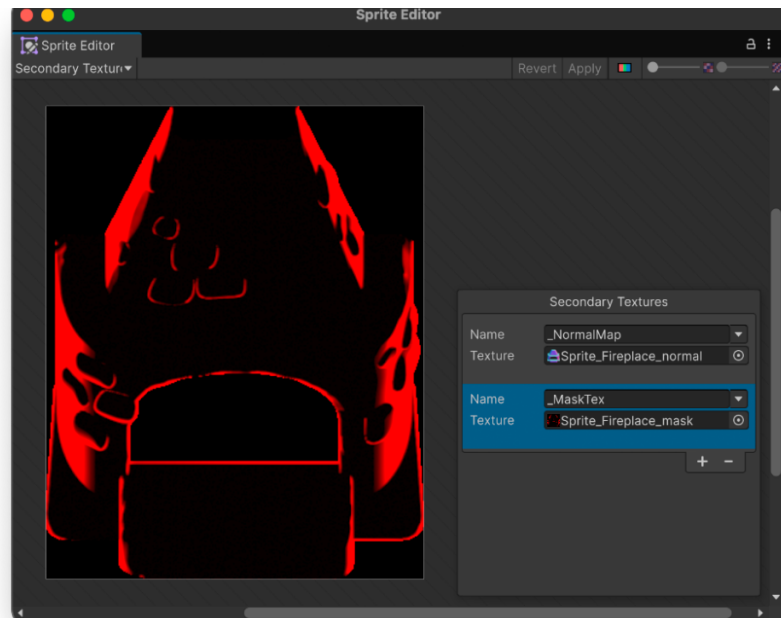 Sprite Editor
Sprite Editor
Secondary Textur
Revert Apply
Secondary Textures
Name _NormalMap
Texture Sprite_Fireplace_normal
Name _MaskTex
Texture Sprite_Fireplace_mask
+ −